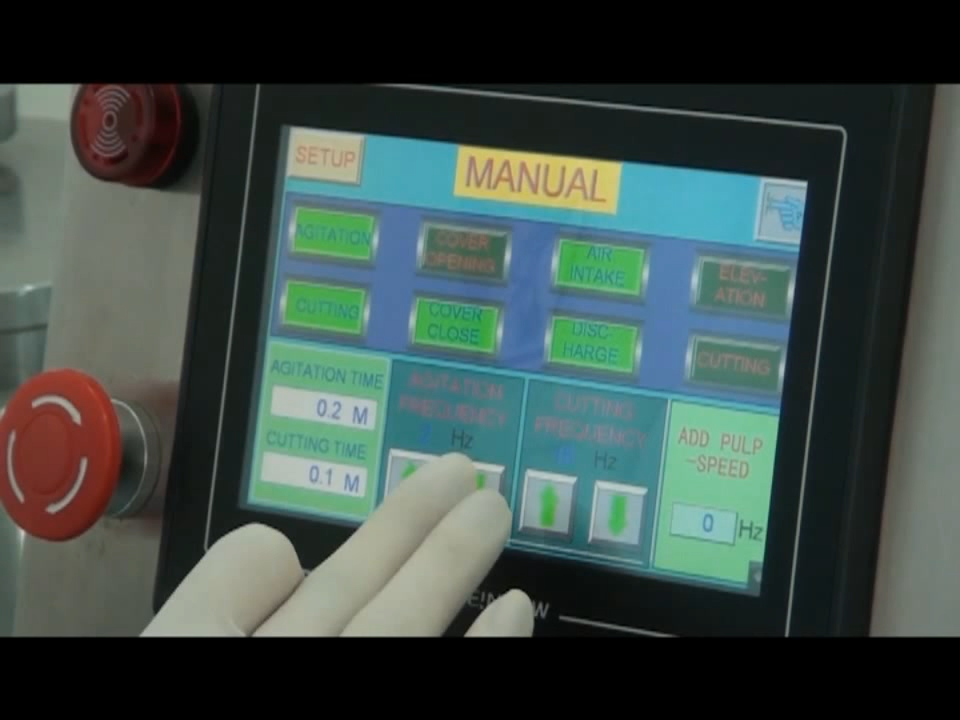 SETUP
MANUAL
AGITATION
COVER
OPENING
AIR
INTAKE
ELEV-
ATION
CUTTING
COVER
CLOSE
DISC-
HARGE
CUTTING
AGITATION TIME
0.2 M
CUTTING TIME
0.1 M
AGITATION
FREQUENCY
Hz
CUTTING
FREQUENCY
Hz
ADD PULP
-SPEED
0 Hz